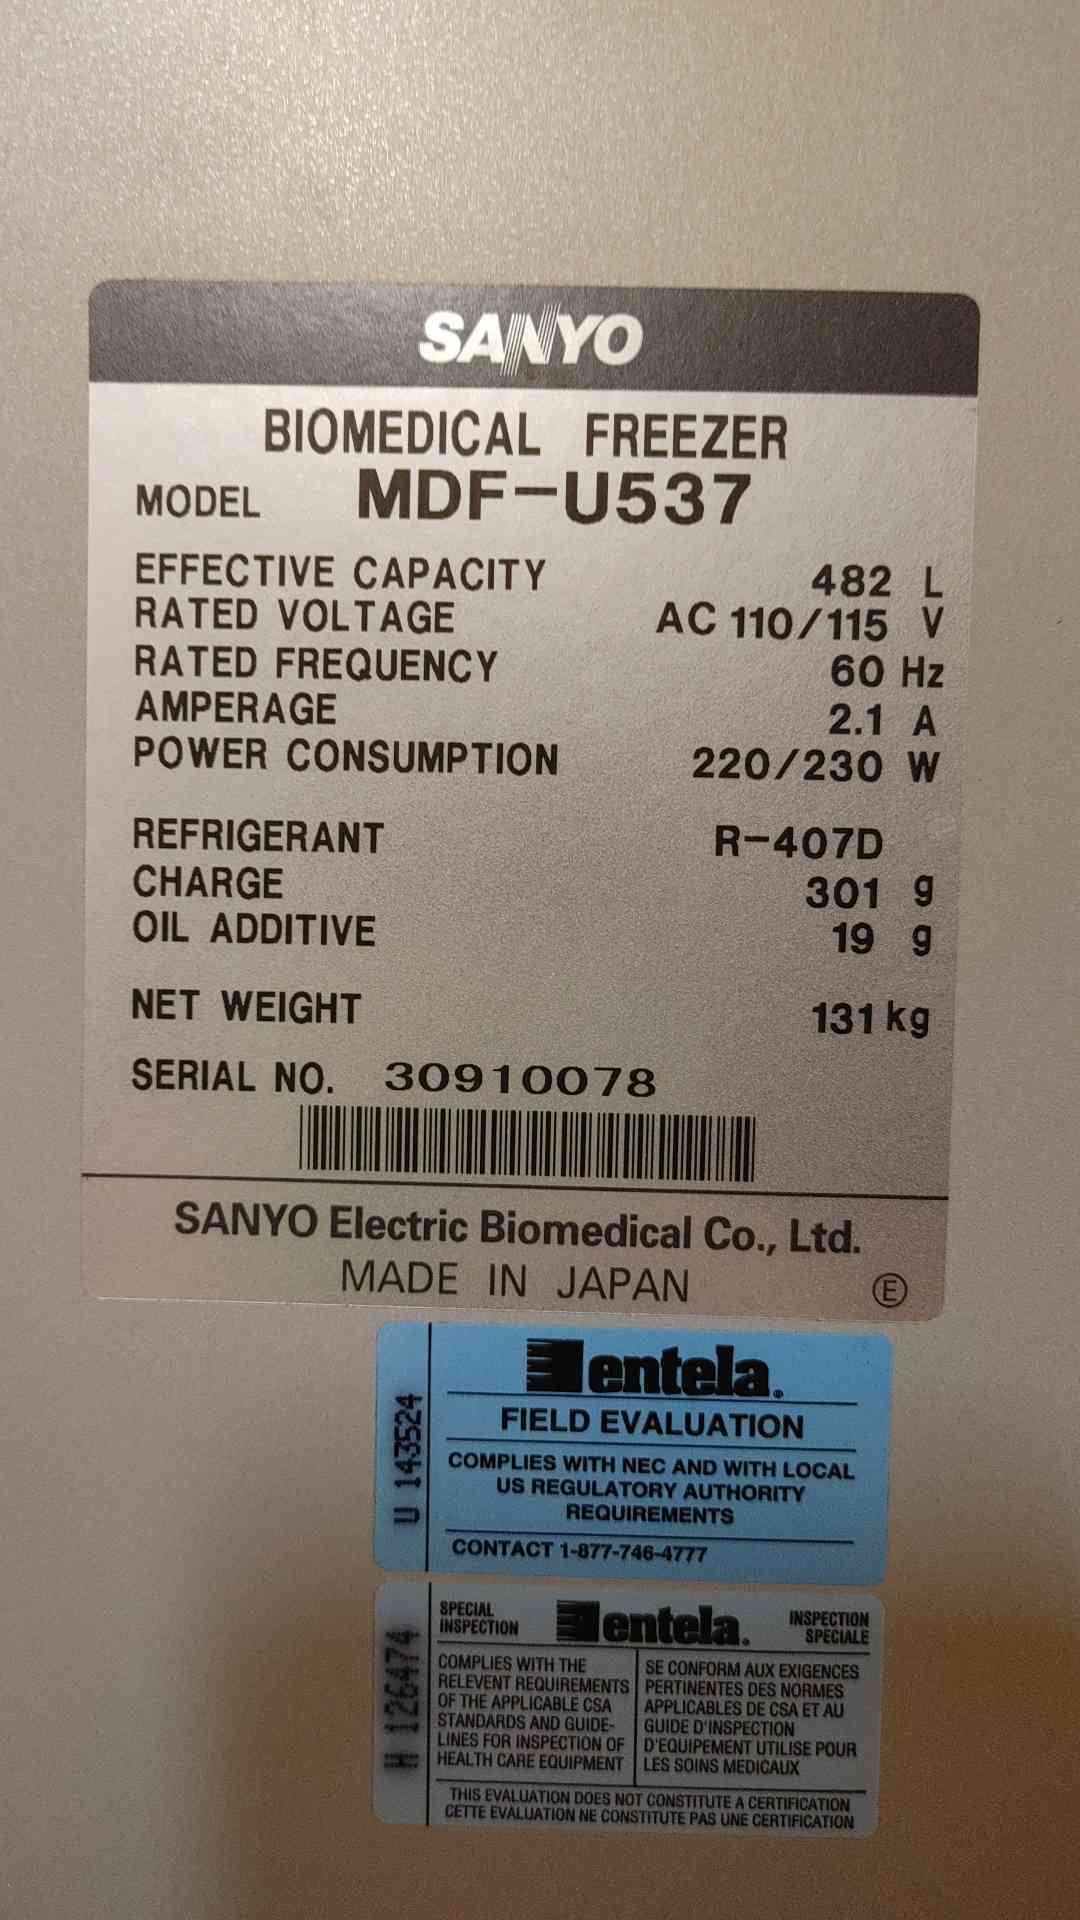 SANYO
BIOMEDICAL FREEZER
MODEL MDF-U537
EFFECTIVE CAPACITY 482 L
RATED VOLTAGE AC 110/115 V
RATED FREQUENCY 60 Hz
AMPERAGE 2.1 A
POWER CONSUMPTION 220/230 W
REFRIGERANT R-407D
CHARGE 301 g
OIL ADDITIVE 19 g
NET WEIGHT 131 kg
SERIAL NO. 30910078
SANYO Electric Biomedical Co., Ltd.
MADE IN JAPAN
E
U 143524
entela.
FIELD EVALUATION
COMPLIES WITH NEC AND WITH LOCAL
US REGULATORY AUTHORITY
REQUIREMENTS
CONTACT 1-877-746-4777
H 126474
SPECIAL
INSPECTION
entela.
INSPECTION
SPECIALE
COMPLIES WITH THE
RELEVENT REQUIREMENTS
OF THE APPLICABLE CSA
STANDARDS AND GUIDE-
LINES FOR INSPECTION OF
HEALTH CARE EQUIPMENT
SE CONFORM AUX EXIGENCES
PERTINENTES DES NORMES
APPLICABLES DE CSA ET AU
GUIDE D'INSPECTION
D'EQUIPEMENT UTILISE POUR
LES SOINS MEDICAUX
THIS EVALUATION DOES NOT CONSTITUTE A CERTIFICATION
CETTE EVALUATION NE CONSTITUTE PAS UNE CERTIFICATION